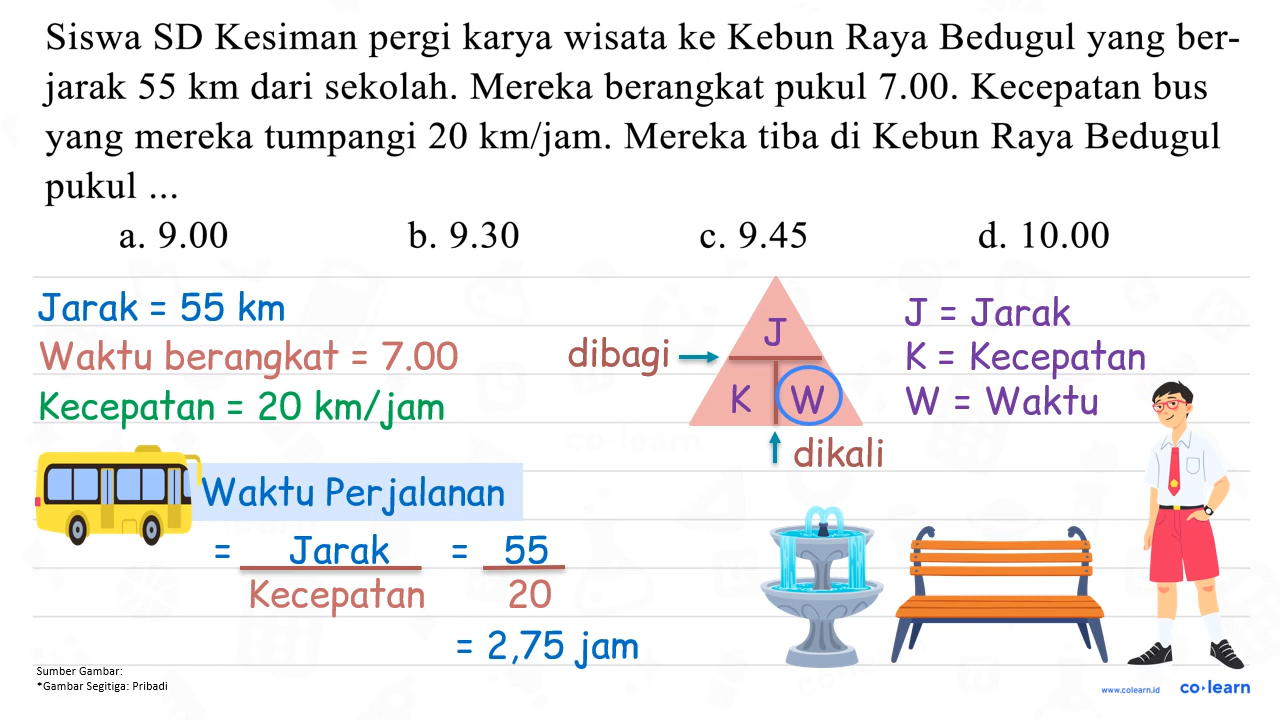 Siswa SD Kesiman pergi karya wisata ke Kebun Raya Bedugul yang ber-
jarak 55 km dari sekolah. Mereka berangkat pukul 7.00. Kecepatan bus
yang mereka tumpangi 20 km/jam. Mereka tiba di Kebun Raya Bedugul
pukul ...
a. 9.00 b. 9.30 c. 9.45 d. 10.00
Jarak = 55 km
Waktu berangkat = 7.00
Kecepatan = 20 km/jam
dibagi
J
K W
dikali
J = Jarak
K = Kecepatan
W = Waktu
co-learn
Waktu Perjalanan
= Jarak = 55
Kecepatan 20
= 2,75 jam
Sumber Gambar:
*Gambar Segitiga: Pribadi
www.colearn.id co·learn